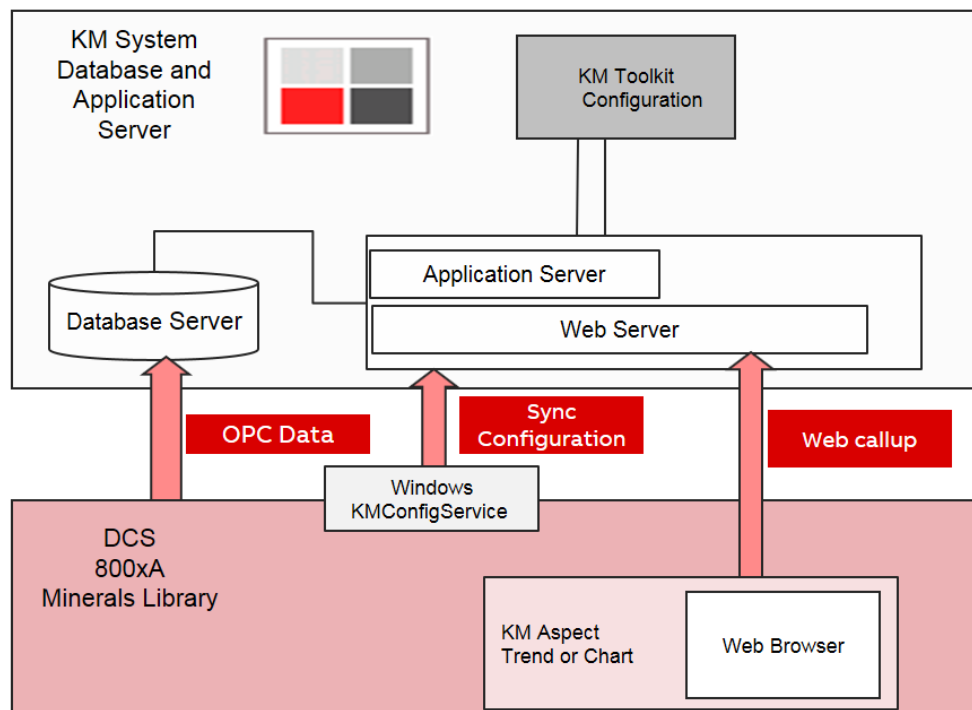 KM System
Database and
Application
Server
KM Toolkit
Configuration
Application Server
Database Server
Web Server
OPC Data
Sync
Configuration
Web callup
Windows
KMConfigService
DCS
800xA
Minerals Library
KM Aspect
Trend or Chart
Web Browser